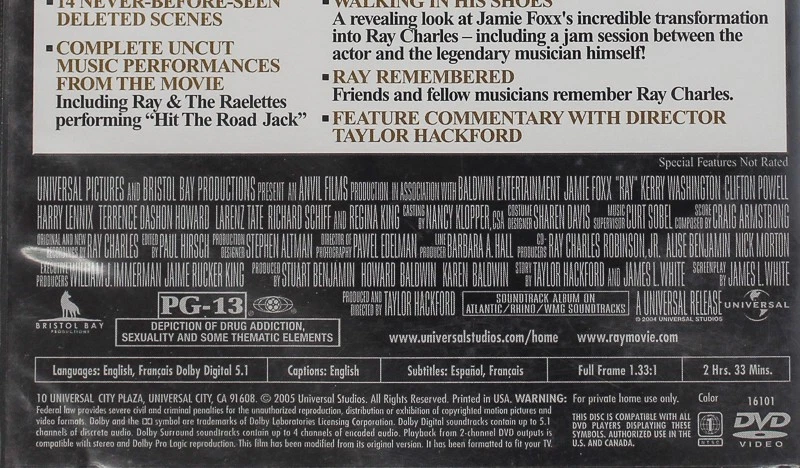 14 NEVER-BEFORE-SEEN
DELETED SCENES
COMPLETE UNCUT
MUSIC PERFORMANCES
FROM THE MOVIE
Including Ray & The Raelettes
performing “Hit The Road Jack”
WALKING IN HIS SHOES
A revealing look at Jamie Foxx's incredible transformation
into Ray Charles – including a jam session between the
actor and the legendary musician himself!
RAY REMEMBERED
Friends and fellow musicians remember Ray Charles.
FEATURE COMMENTARY WITH DIRECTOR
TAYLOR HACKFORD
Special Features Not Rated
UNIVERSAL PICTURES AND BRISTOL BAY PRODUCTIONS PRESENT AN ANVIL FILMS PRODUCTION IN ASSOCIATION WITH BALDWIN ENTERTAINMENT JAMIE FOXX "RAY" KERRY WASHINGTON CLIFTON POWELL
HARRY LENNIX TERRENCE DASHON HOWARD LARENZ TATE RICHARD SCHIFF AND REGINA KING CASTING BY NANCY KLOPPER, CSA COSTUME DESIGNER SHAREN DAVIS MUSIC SUPERVISOR CURT SOBEL SCORE COMPOSED BY CRAIG ARMSTRONG
ORIGINAL AND NEW RECORDINGS BY RAY CHARLES EDITED BY PAUL HIRSCH PRODUCTION DESIGNER STEPHEN ALTMAN DIRECTOR OF PHOTOGRAPHY PAWEL EDELMAN LINE PRODUCER BARBARA A. HALL CO-PRODUCERS RAY CHARLES ROBINSON, JR. ALISE BENJAMIN NICK MORTON
EXECUTIVE PRODUCERS WILLIAM J. IMMERMAN JAIME RUCKER KING PRODUCED BY STUART BENJAMIN HOWARD BALDWIN KAREN BALDWIN STORY BY TAYLOR HACKFORD AND JAMES L. WHITE SCREENPLAY BY JAMES L. WHITE
PRODUCED AND DIRECTED BY TAYLOR HACKFORD
SOUNDTRACK ALBUM ON
ATLANTIC/RHINO/WMG SOUNDTRACKS
A UNIVERSAL RELEASE
© 2004 UNIVERSAL STUDIOS
UNIVERSAL
BRISTOL BAY
PRODUCTIONS
PG-13
DEPICTION OF DRUG ADDICTION,
SEXUALITY AND SOME THEMATIC ELEMENTS
www.universalstudios.com/home www.raymovie.com
Languages: English, Français Dolby Digital 5.1
Captions: English
Subtitles: Español, Français
Full Frame 1.33:1
2 Hrs. 33 Mins.
10 UNIVERSAL CITY PLAZA, UNIVERSAL CITY, CA 91608. © 2005 Universal Studios. All Rights Reserved. Printed in USA. WARNING: For private home use only.
Federal law provides severe civil and criminal penalties for the unauthorized reproduction, distribution or exhibition of copyrighted motion pictures and
video formats. Dolby and the DD symbol are trademarks of Dolby Laboratories Licensing Corporation. Dolby Digital soundtracks contain up to 5.1
channels of discrete audio. Dolby Surround soundtracks contain up to 4 channels of encoded audio. Playback from 2-channel DVD outputs is
compatible with stereo and Dolby Pro Logic reproduction. This film has been modified from its original version. It has been formatted to fit your TV.
Color
16101
THIS DISC IS COMPATIBLE WITH ALL
DVD PLAYERS DISPLAYING THESE
SYMBOLS. AUTHORIZED USE IN THE
U.S. AND CANADA.
1
NTSC
DVD
VIDEO